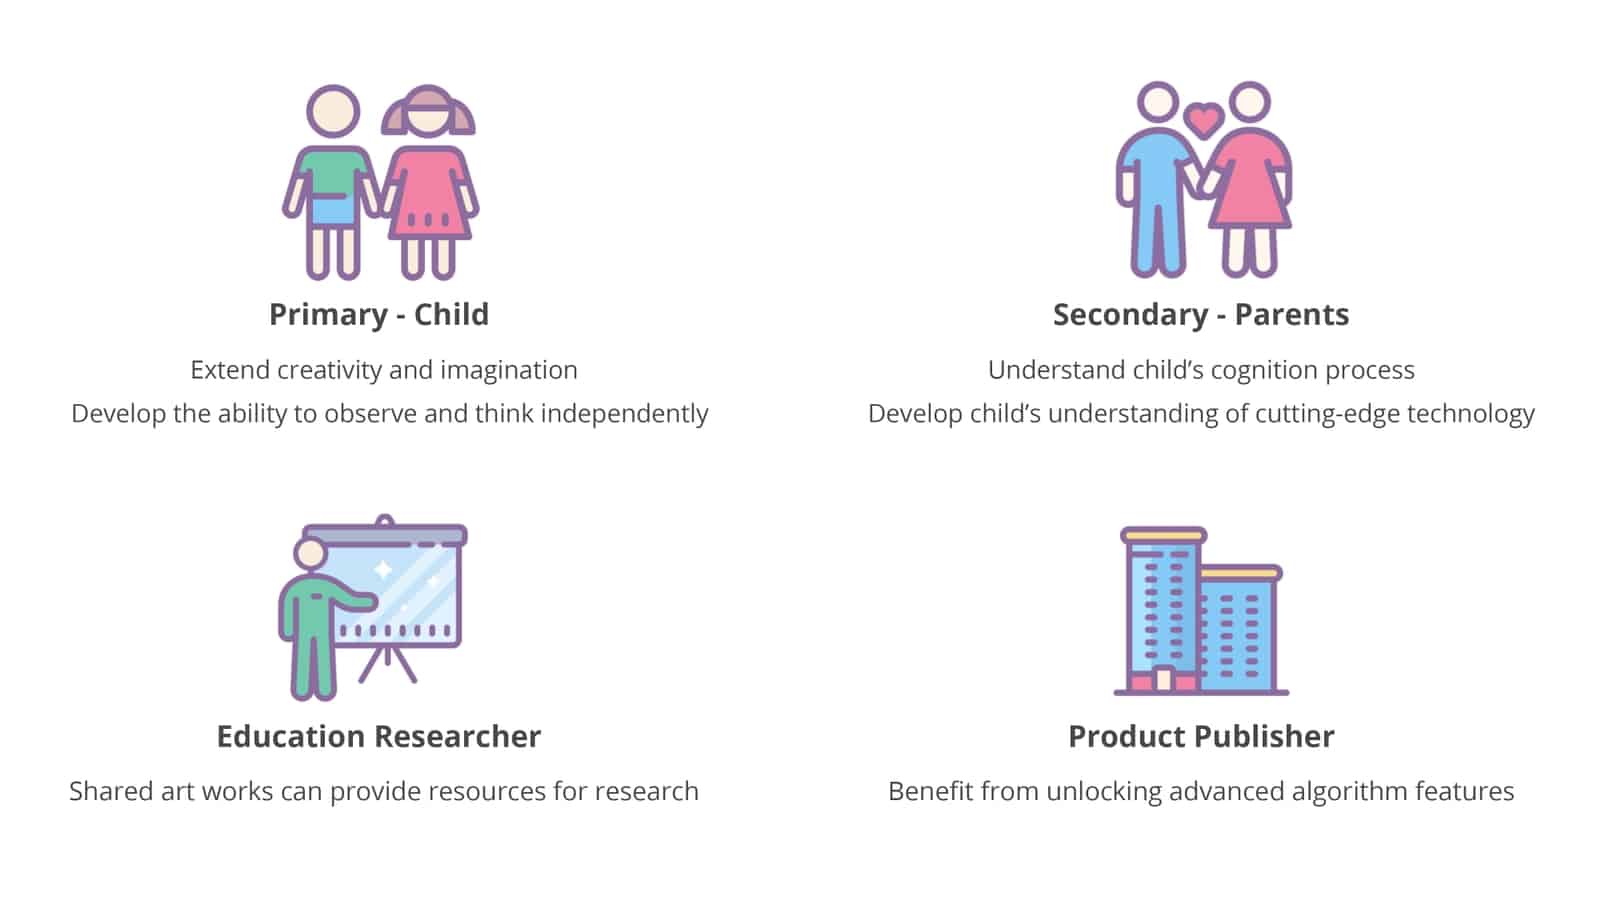 Primary - Child
Extend creativity and imagination
Develop the ability to observe and think independently
Secondary - Parents
Understand child’s cognition process
Develop child’s understanding of cutting-edge technology
Education Researcher
Shared art works can provide resources for research
Product Publisher
Benefit from unlocking advanced algorithm features